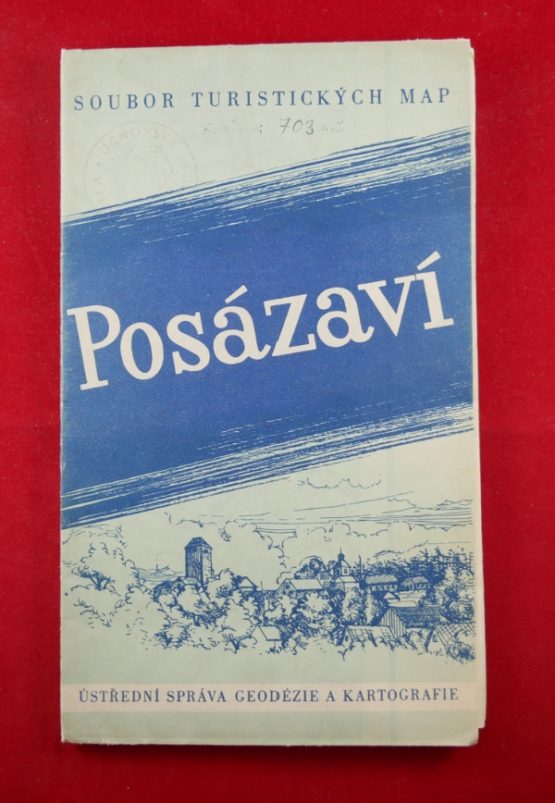 SOUBOR TURISTICKÝCH MAP
703
Posázaví
ÚSTŘEDNÍ SPRÁVA GEODÉZIE A KARTOGRAFIE